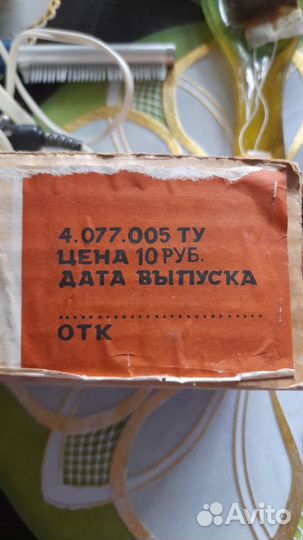 4.077.005 ТУ
ЦЕНА 10 РУБ.
ДАТА ВЫПУСКА
..............................
ОТК
Avito